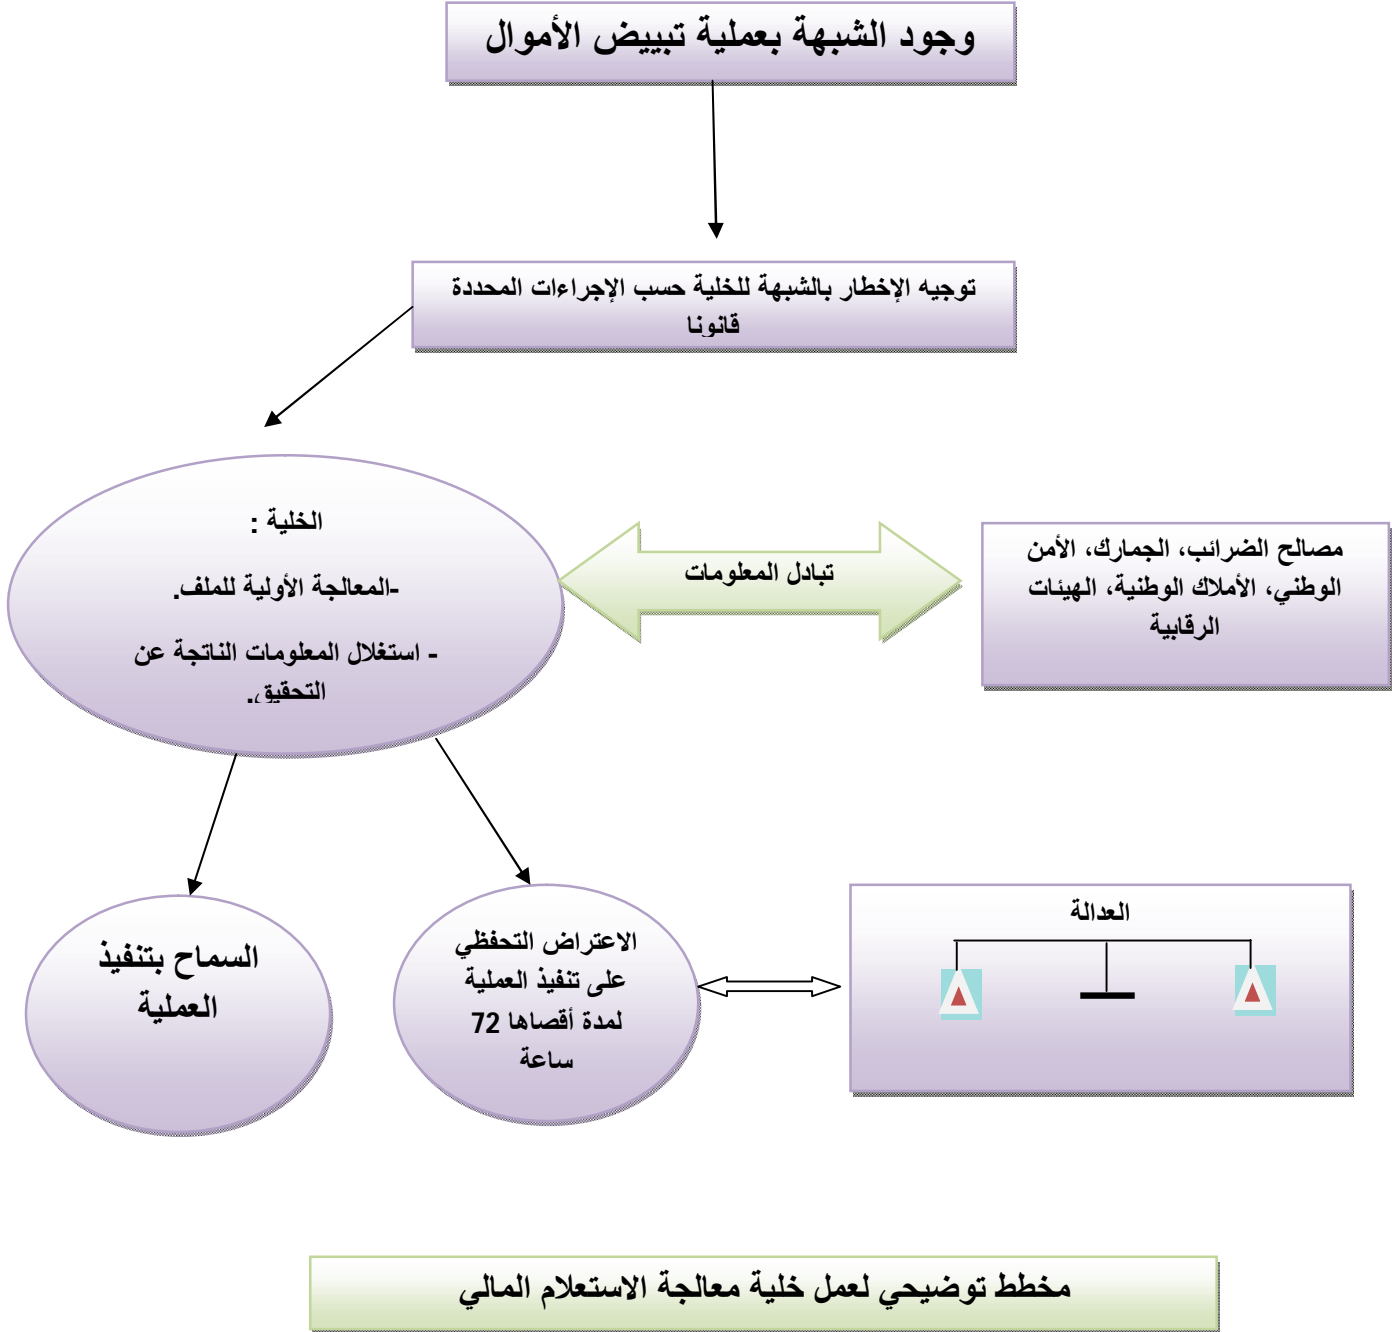 وجود الشبهة بعملية تبييض الأموال
توجيه الإخطار بالشبهة للخلية حسب الإجراءات المحددة
قانونا
الخلية :
-المعالجة الأولية للملف.
- استغلال المعلومات الناتجة عن
التحقيق.
تبادل المعلومات
مصالح الضرائب، الجمارك، الأمن
الوطني، الأملاك الوطنية، الهيئات
الرقابية
السماح بتنفيذ
العملية
الاعتراض التحفظي
على تنفيذ العملية
لمدة أقصاها 72
ساعة
العدالة
مخطط توضيحي لعمل خلية معالجة الاستعلام المالي